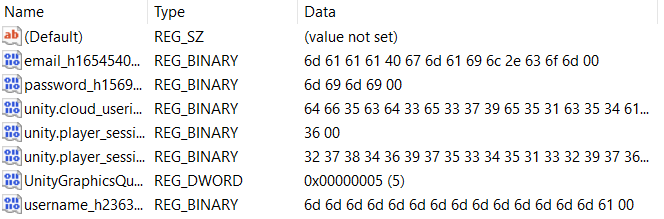 Name Type Data
(Default) REG_SZ (value not set)
email_h1654540... REG_BINARY 6d 61 61 61 40 67 6d 61 69 6c 2e 63 6f 6d 00
password_h1569... REG_BINARY 6d 69 6d 69 00
unity.cloud_useri... REG_BINARY 64 66 35 63 64 33 65 33 37 39 65 35 31 63 35 34 61...
unity.player_sessi... REG_BINARY 36 00
unity.player_sessi... REG_BINARY 32 37 38 34 36 39 37 35 33 34 35 31 33 32 39 37 36...
UnityGraphicsQu... REG_DWORD 0x00000005 (5)
username_h2363... REG_BINARY 6d 6d 6d 6d 6d 6d 6d 6d 6d 6d 6d 6d 6d 61 00